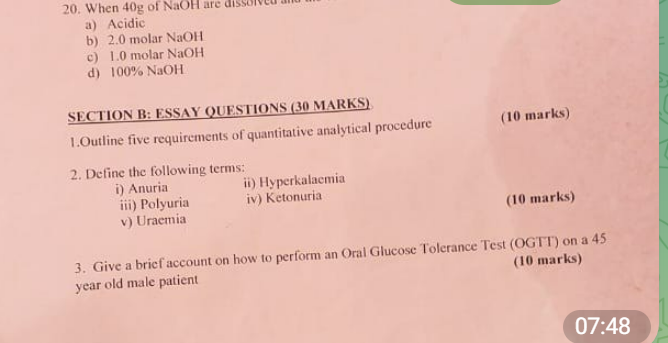 20. When 40g of NaOH are dissolved
a) Acidic
b) 2.0 molar NaOH
c) 1.0 molar NaOH
d) 100% NaOH
SECTION B: ESSAY QUESTIONS (30 MARKS)
1.Outline five requirements of quantitative analytical procedure (10 marks)
2. Define the following terms:
i) Anuria ii) Hyperkalaemia
iii) Polyuria iv) Ketonuria (10 marks)
v) Uraemia
3. Give a brief account on how to perform an Oral Glucose Tolerance Test (OGTT) on a 45
year old male patient (10 marks)
07:48